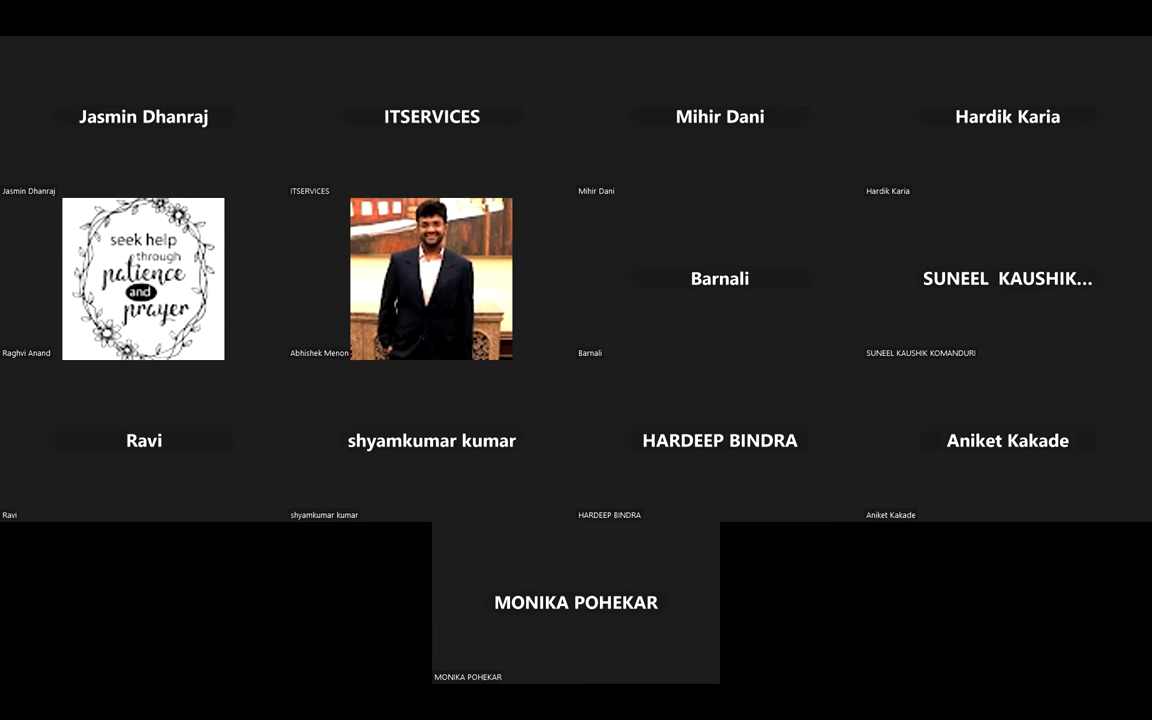 Jasmin Dhanraj
ITSERVICES
Mihir Dani
Hardik Karia
Jasmin Dhanraj
ITSERVICES
Mihir Dani
Hardik Karia
seek help
through
patience
and
prayer
Barnali
SUNEEL KAUSHIK...
Raghvi Anand
Abhishek Menon
Barnali
SUNEEL KAUSHIK KOMANDURI
Ravi
shyamkumar kumar
HARDEEP BINDRA
Aniket Kakade
Ravi
shyamkumar kumar
HARDEEP BINDRA
Aniket Kakade
MONIKA POHEKAR
MONIKA POHEKAR